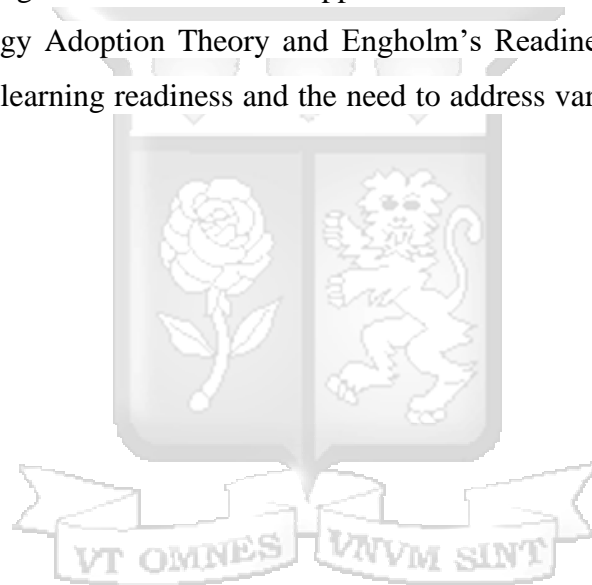 gy Adoption Theory and Engholm's Readine
learning readiness and the need to address var
VT OMNES VNVM SINT